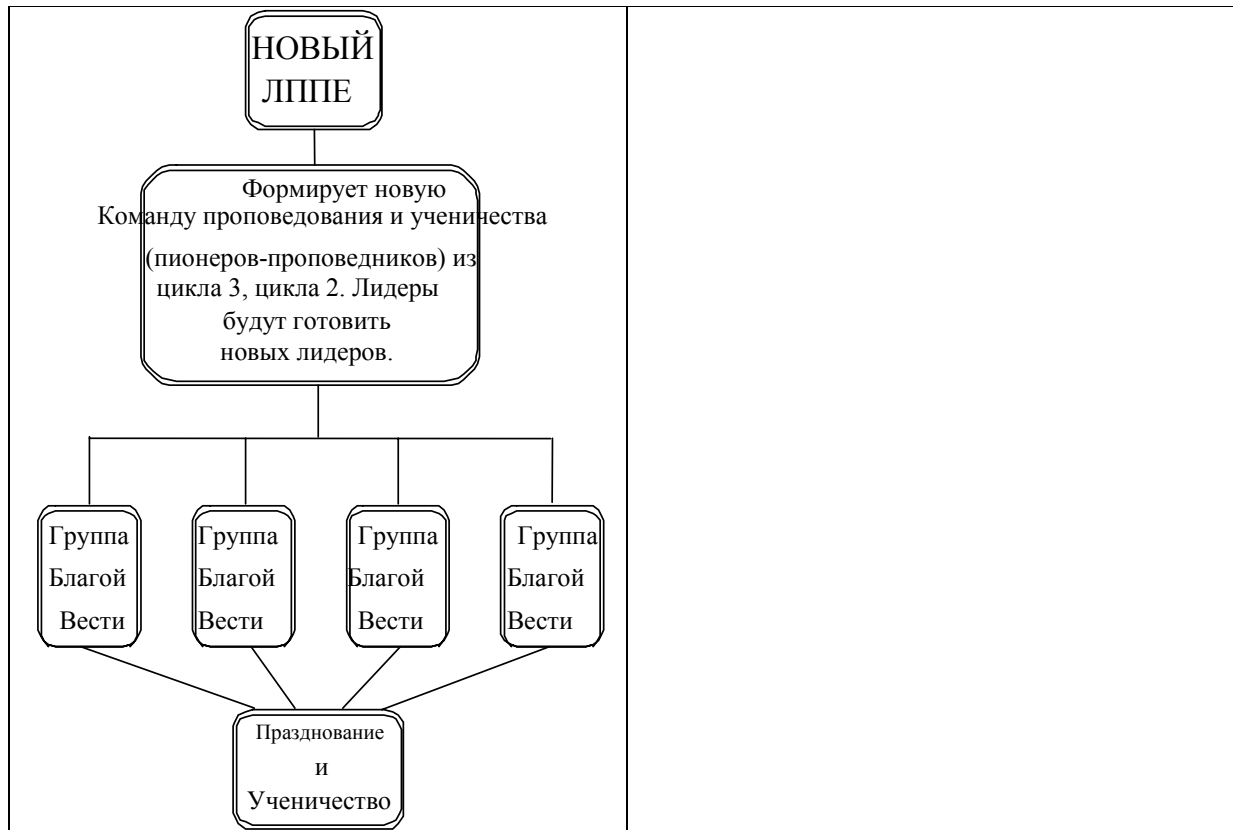 НОВЫЙ
ЛППЕ
Формирует новую
Команду проповедования и ученичества
(пионеров-проповедников) из
цикла 3, цикла 2. Лидеры
будут готовить
новых лидеров.
Группа
Благой
Вести
Группа
Благой
Вести
Группа
Благой
Вести
Группа
Благой
Вести
Празднование
и
Ученичество